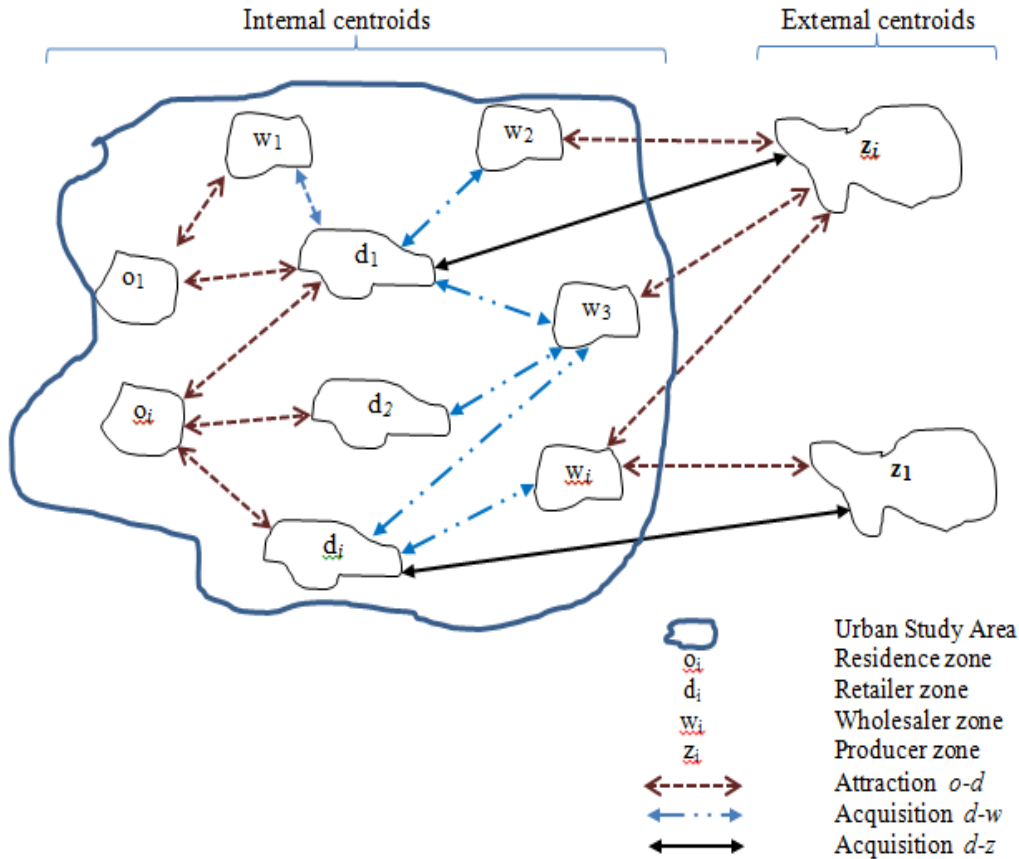 Internal centroids
External centroids
w1
w2
zi
d1
o1
w3
oi
d2
wi
z1
di
Urban Study Area
oi Residence zone
di Retailer zone
wi Wholesaler zone
zi Producer zone
Attraction o-d
Acquisition d-w
Acquisition d-z